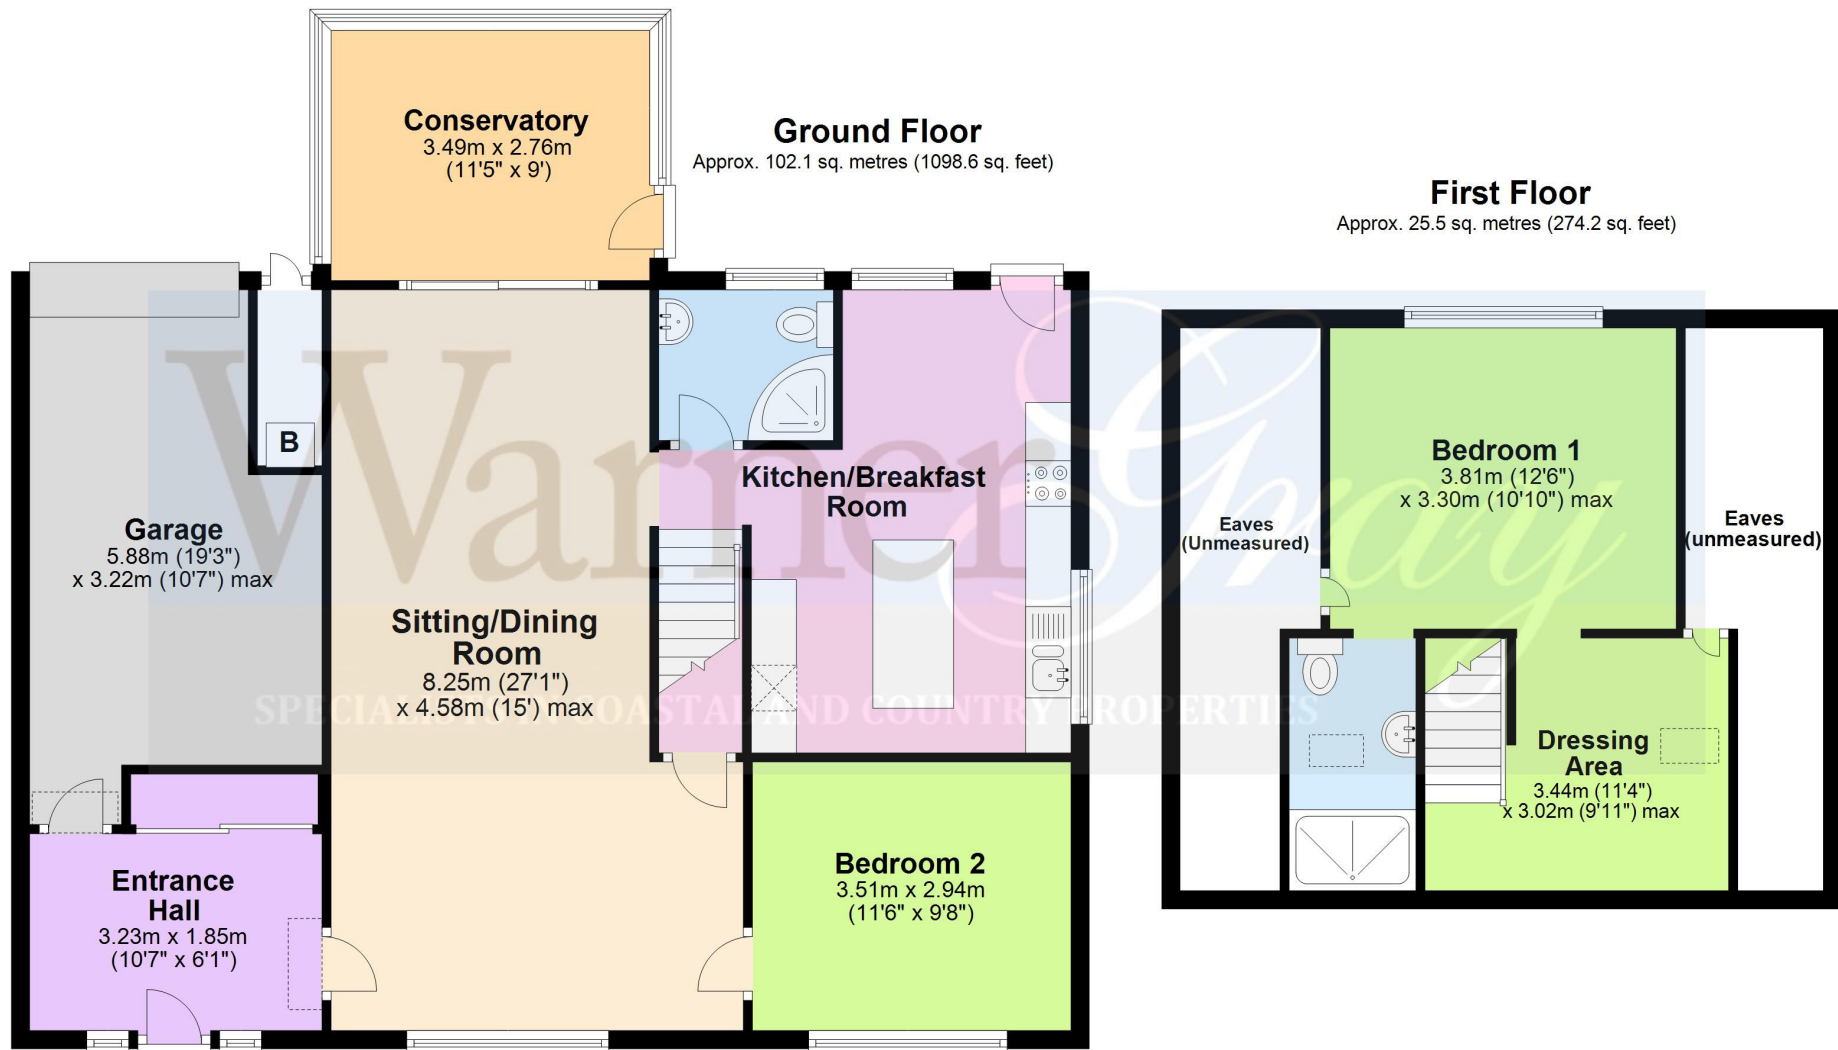 Conservatory
3.49m x 2.76m
(11'5" x 9')
Ground Floor
Approx. 102.1 sq. metres (1098.6 sq. feet)
First Floor
Approx. 25.5 sq. metres (274.2 sq. feet)
B
Garage
5.88m (19'3")
x 3.22m (10'7") max
Sitting/Dining
Room
8.25m (27'1")
x 4.58m (15') max
Kitchen/Breakfast
Room
Bedroom 1
3.81m (12'6")
x 3.30m (10'10") max
Eaves
(Unmeasured)
Eaves
(unmeasured)
WarnerGray
SPECIALISTS IN COASTAL AND COUNTRY PROPERTIES
Dressing
Area
3.44m (11'4")
x 3.02m (9'11") max
Entrance
Hall
3.23m x 1.85m
(10'7" x 6'1")
Bedroom 2
3.51m x 2.94m
(11'6" x 9'8")